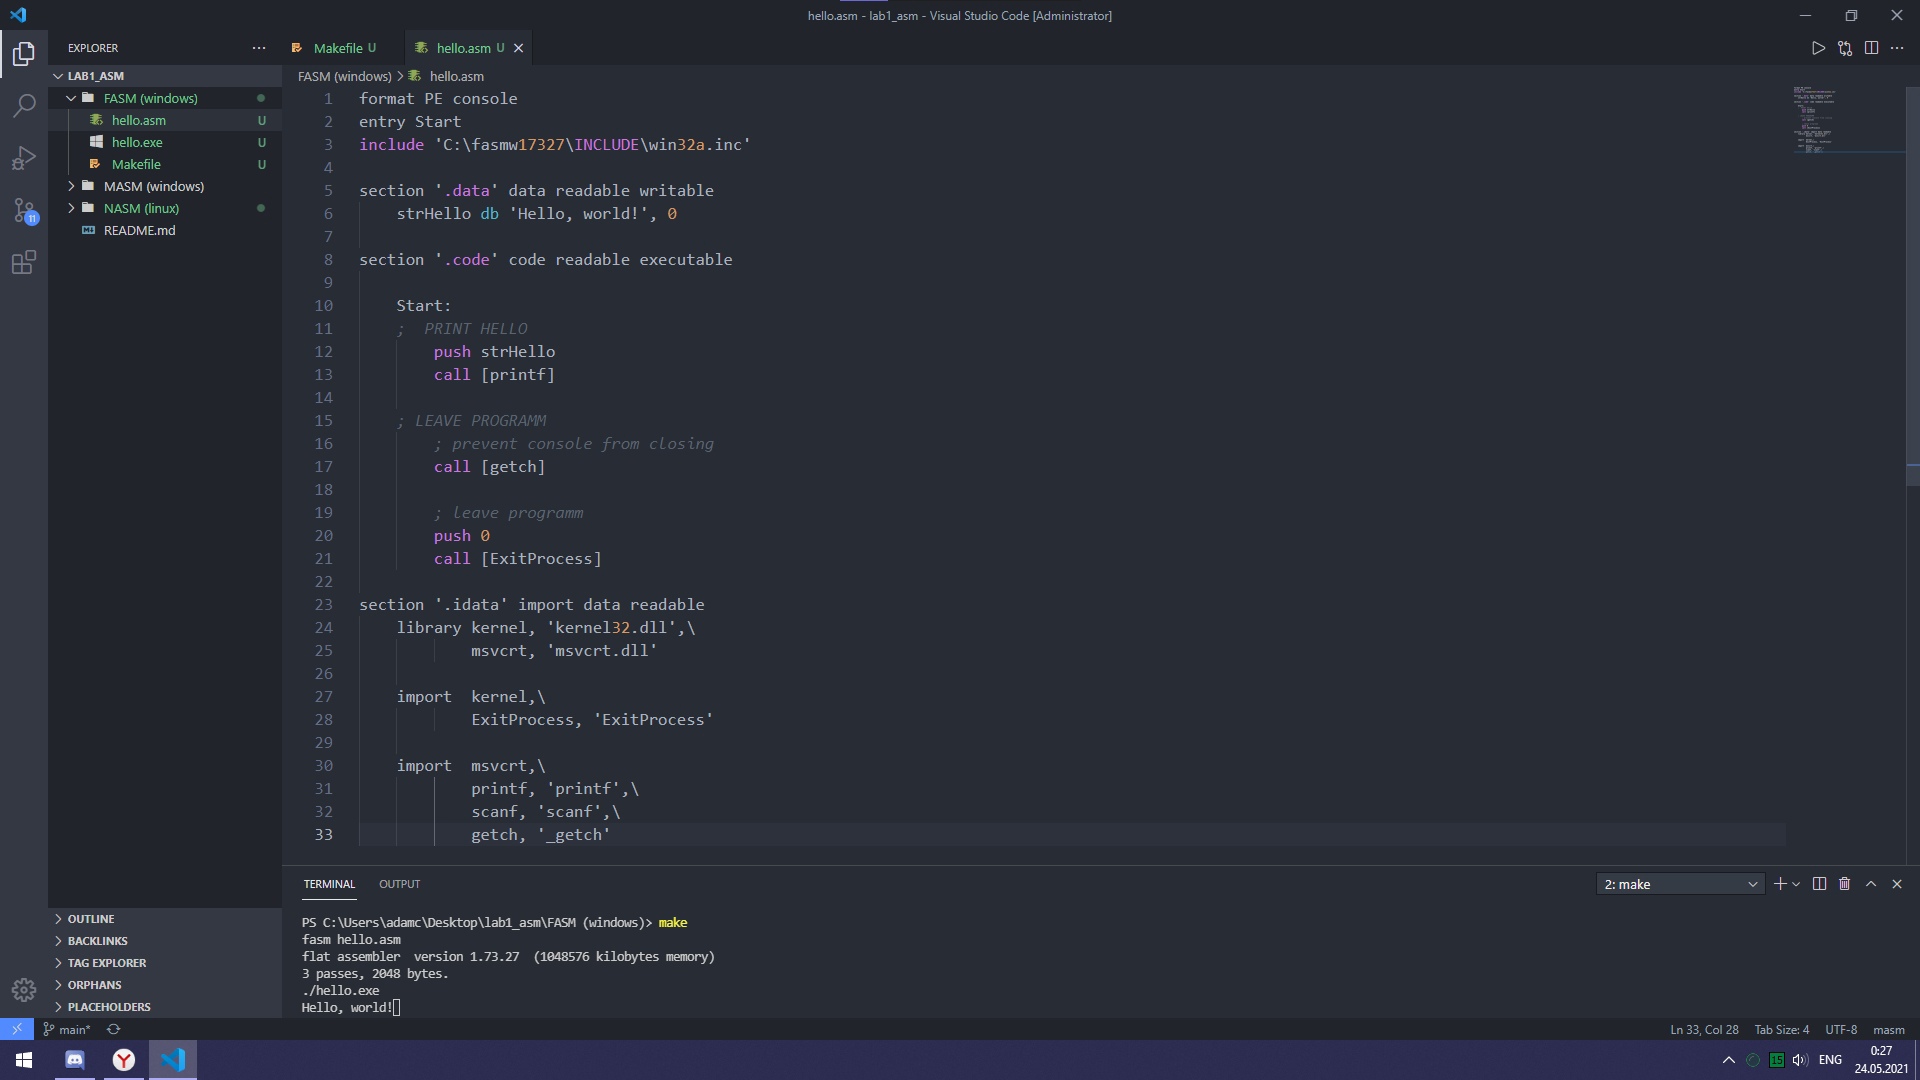 hello.asm - lab1_asm - Visual Studio Code [Administrator]
EXPLORER
Makefile U
hello.asm U
LAB1_ASM
FASM (windows)
hello.asm U
hello.exe U
Makefile U
MASM (windows)
NASM (linux)
README.md
11
OUTLINE
BACKLINKS
TAG EXPLORER
ORPHANS
PLACEHOLDERS
FASM (windows) > hello.asm
1 format PE console
2 entry Start
3 include 'C:\fasmw17327\INCLUDE\win32a.inc'
4
5 section '.data' data readable writable
6 strHello db 'Hello, world!', 0
7
8 section '.code' code readable executable
9
10 Start:
11 ;  PRINT HELLO
12 push strHello
13 call [printf]
14
15 ; LEAVE PROGRAMM
16 ; prevent console from closing
17 call [getch]
18
19 ; leave programm
20 push 0
21 call [ExitProcess]
22
23 section '.idata' import data readable
24 library kernel, 'kernel32.dll',\
25 msvcrt, 'msvcrt.dll'
26
27 import  kernel,\
28 ExitProcess, 'ExitProcess'
29
30 import  msvcrt,\
31 printf, 'printf',\
32 scanf, 'scanf',\
33 getch, '_getch'
TERMINAL
OUTPUT
2: make
PS C:\Users\adamc\Desktop\lab1_asm\FASM (windows)> make
fasm hello.asm
flat assembler  version 1.73.27  (1048576 kilobytes memory)
3 passes, 2048 bytes.
./hello.exe
Hello, world!
main*
Ln 33, Col 28
Tab Size: 4
UTF-8
masm
15
ENG
0:27
24.05.2021